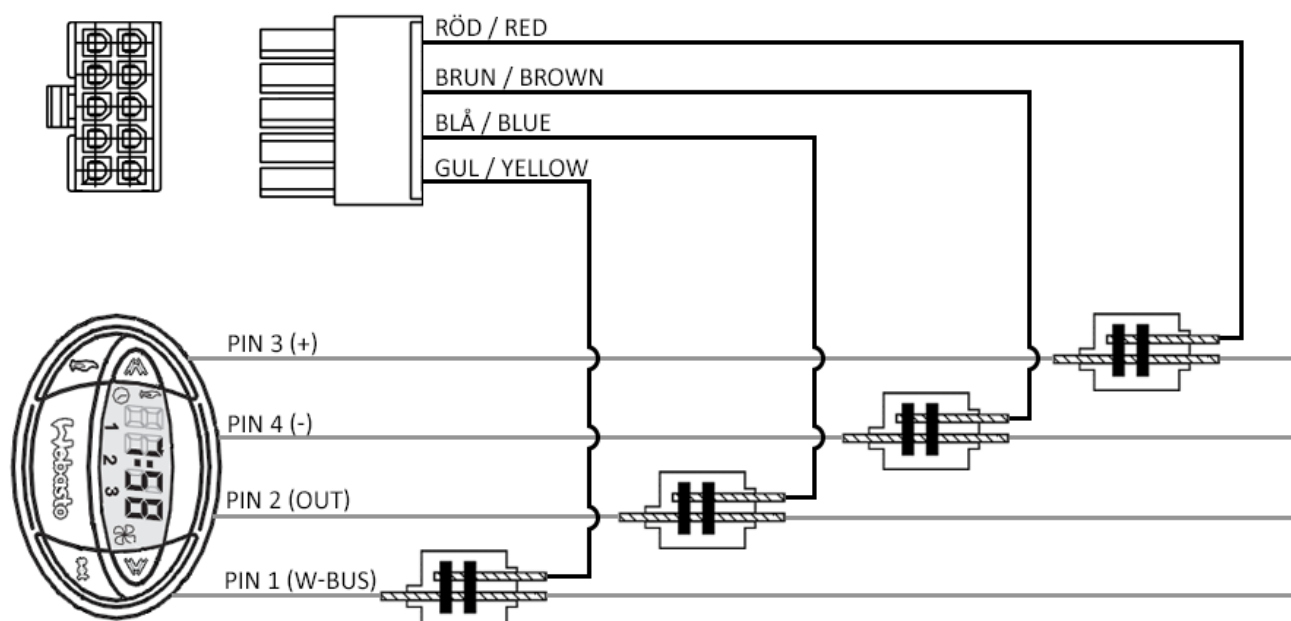 RÖD / RED
BRUN / BROWN
BLÅ / BLUE
GUL / YELLOW
PIN 3 (+)
PIN 4 (-)
PIN 2 (OUT)
PIN 1 (W-BUS)
Webasto
1
2
3